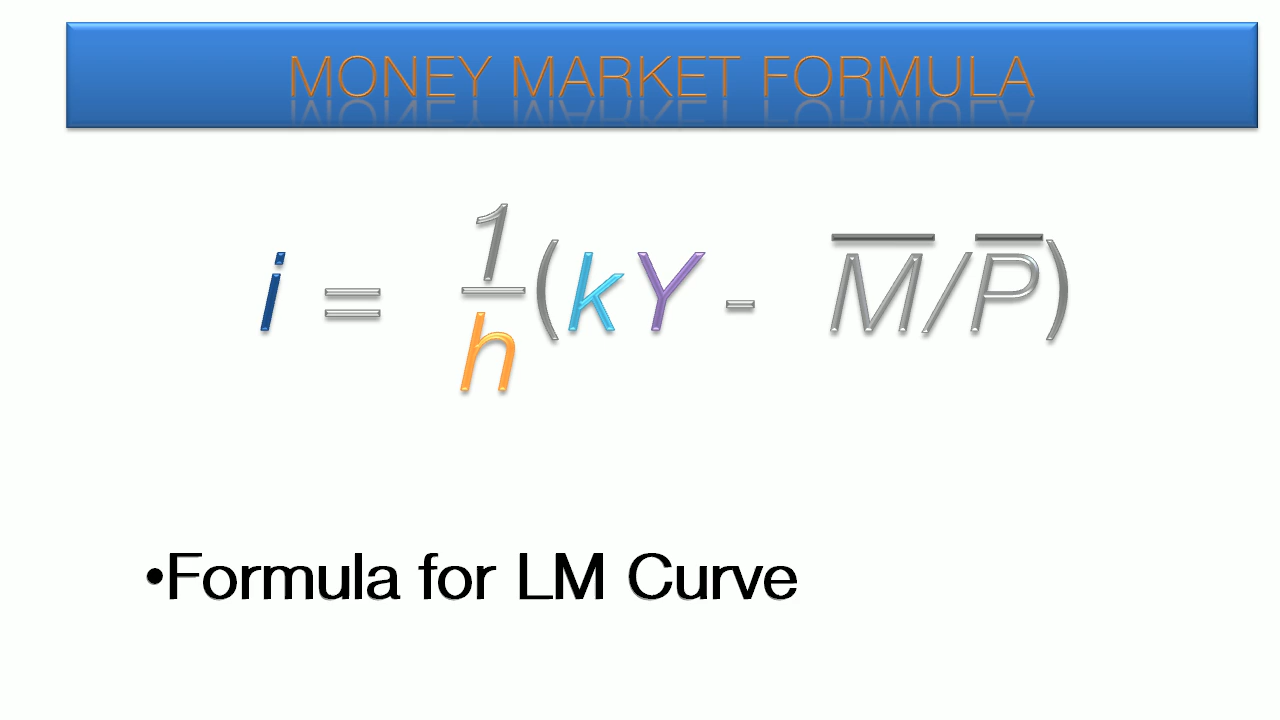 MONEY MARKET FORMULA
i = 1/h (kY - M̅/P̅)
•Formula for LM Curve